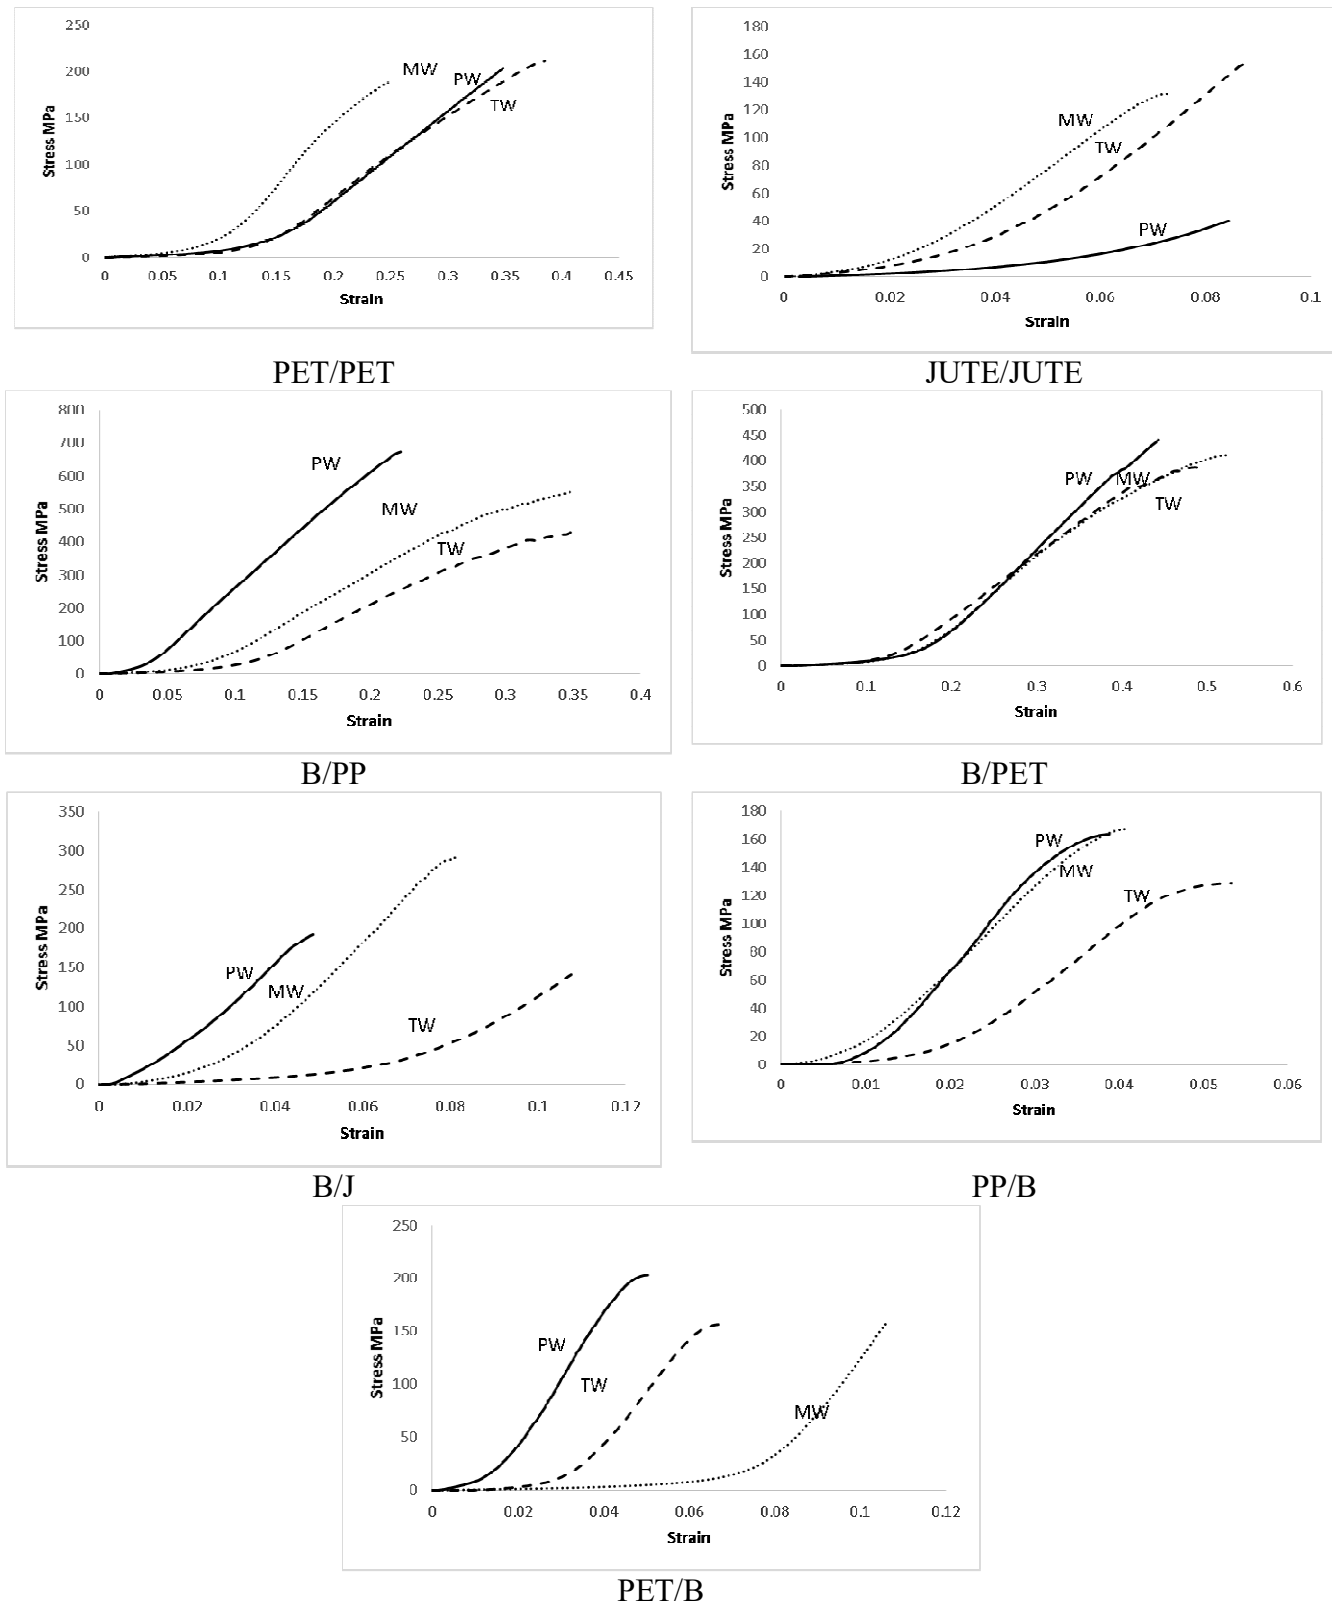 250
200
150
100
50
0
Stress MPa
MW
PW
TW
0 0.05 0.1 0.15 0.2 0.25 0.3 0.35 0.4 0.45
Strain
PET/PET
180
160
140
120
100
80
60
40
20
0
Stress MPa
MW
TW
PW
0 0.02 0.04 0.06 0.08 0.1
Strain
JUTE/JUTE
800
700
600
500
400
300
200
100
0
Stress MPa
PW
MW
TW
0 0.05 0.1 0.15 0.2 0.25 0.3 0.35 0.4
Strain
B/PP
500
450
400
350
300
250
200
150
100
50
0
Stress MPa
PW MW
TW
0 0.1 0.2 0.3 0.4 0.5 0.6
Strain
B/PET
350
300
250
200
150
100
50
0
Stress MPa
PW
MW
TW
0 0.02 0.04 0.06 0.08 0.1 0.12
Strain
B/J
180
160
140
120
100
80
60
40
20
0
Stress MPa
PW
MW
TW
0 0.01 0.02 0.03 0.04 0.05 0.06
Strain
PP/B
250
200
150
100
50
0
Stress MPa
PW
TW
MW
0 0.02 0.04 0.06 0.08 0.1 0.12
Strain
PET/B